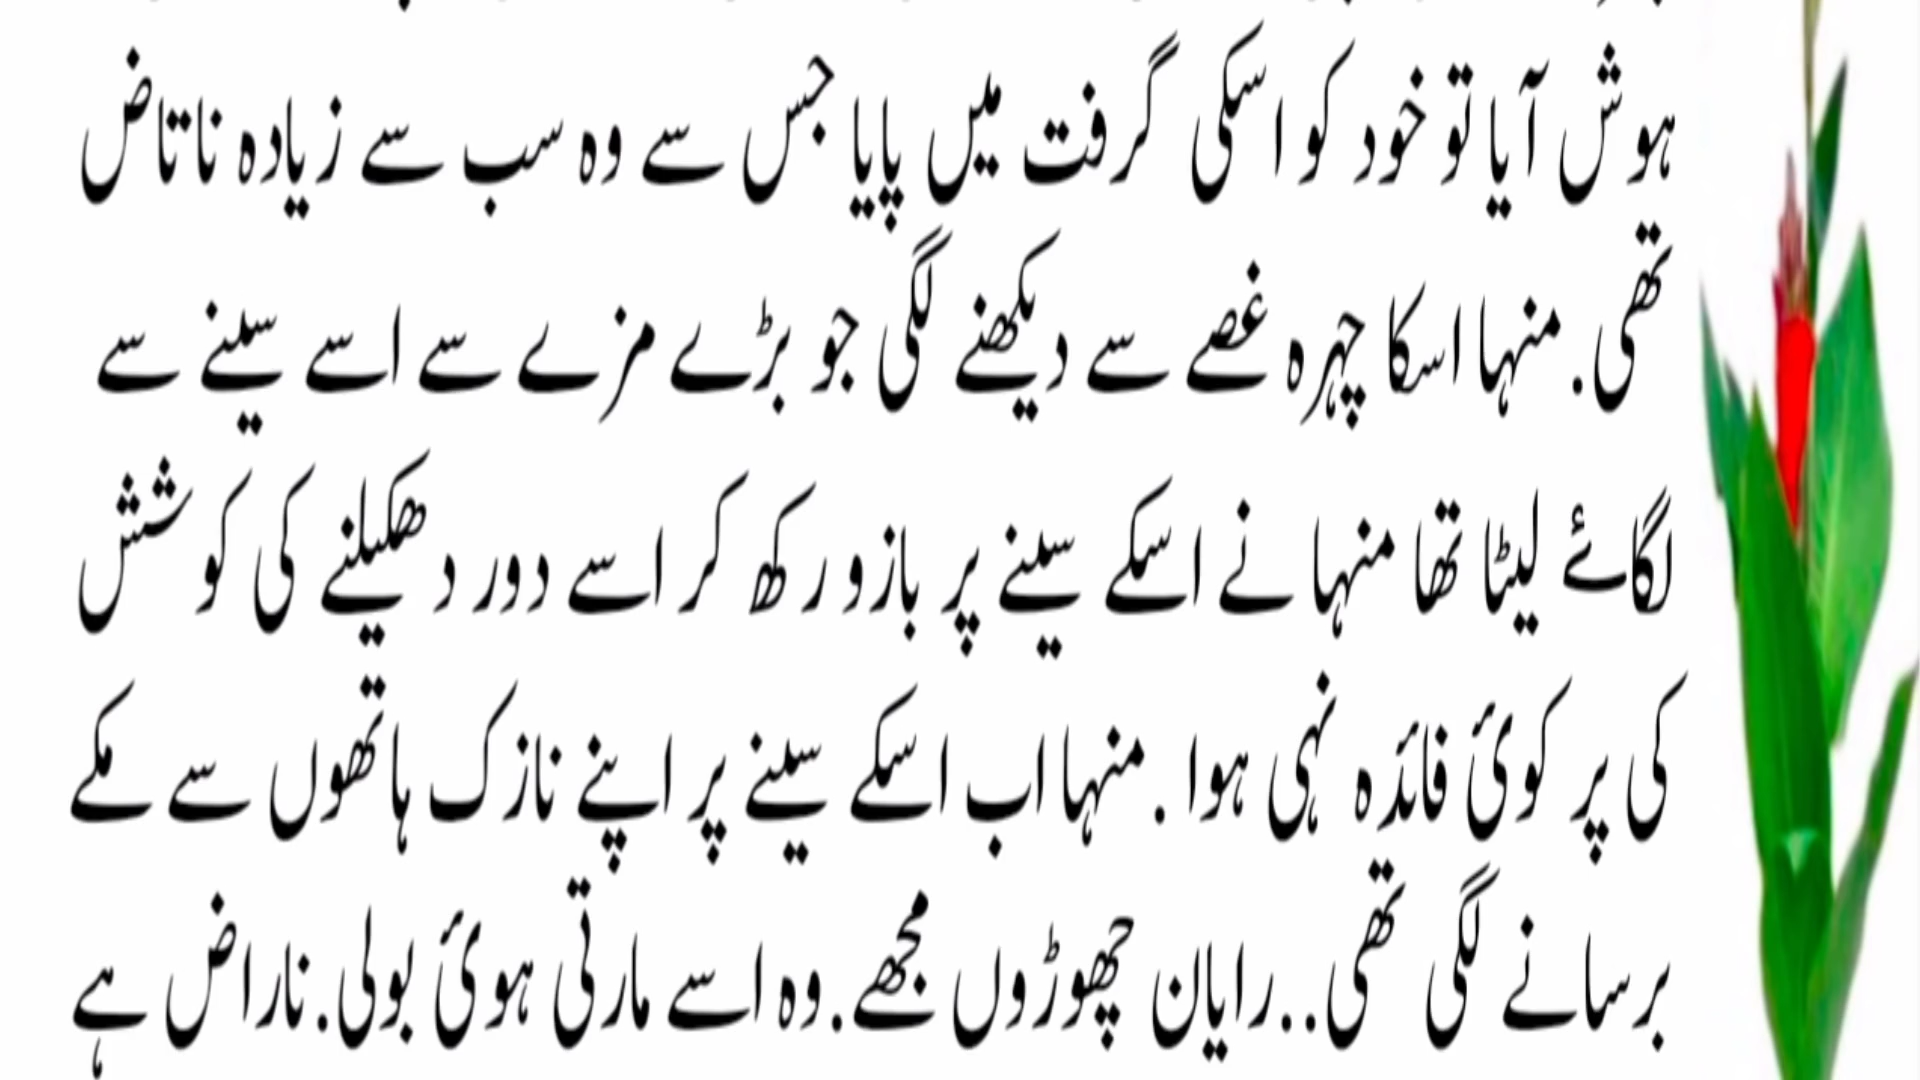 ہوش آیا تو خود کو اسکی گرفت میں پایا جس سے وہ سب سے زیادہ ناتاض
تھی. منہا اسکا چہرہ غصے سے دیکھنے لگی جو بڑے مزے سے اسے سینے سے
لگائے لیٹا تھا منہا نے اسکے سینے پر بازو رکھ کر اسے دور دھکیلنے کی کوشش
کی پر کوئ فائدہ نہی ہوا . منہا اب اسکے سینے پر اپنے نازک ہاتھوں سے مکے
برسانے لگی تھی..رایان چھوڑوں مجھے.وہ اسے مارتی ہوئ بولی.ناراض ہے